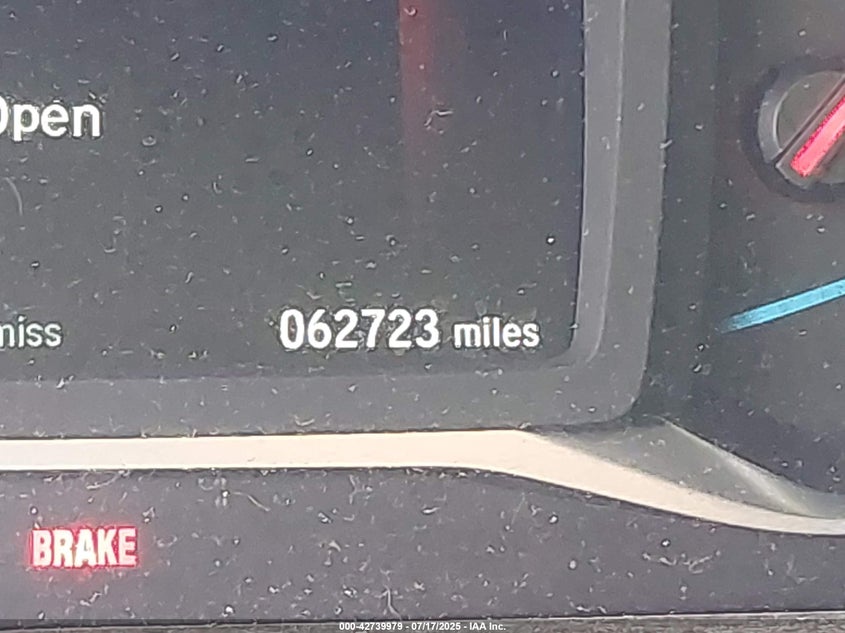 Open
miss
062723 miles
BRAKE
000-42739979 - 07/17/2025 - IAA Inc.